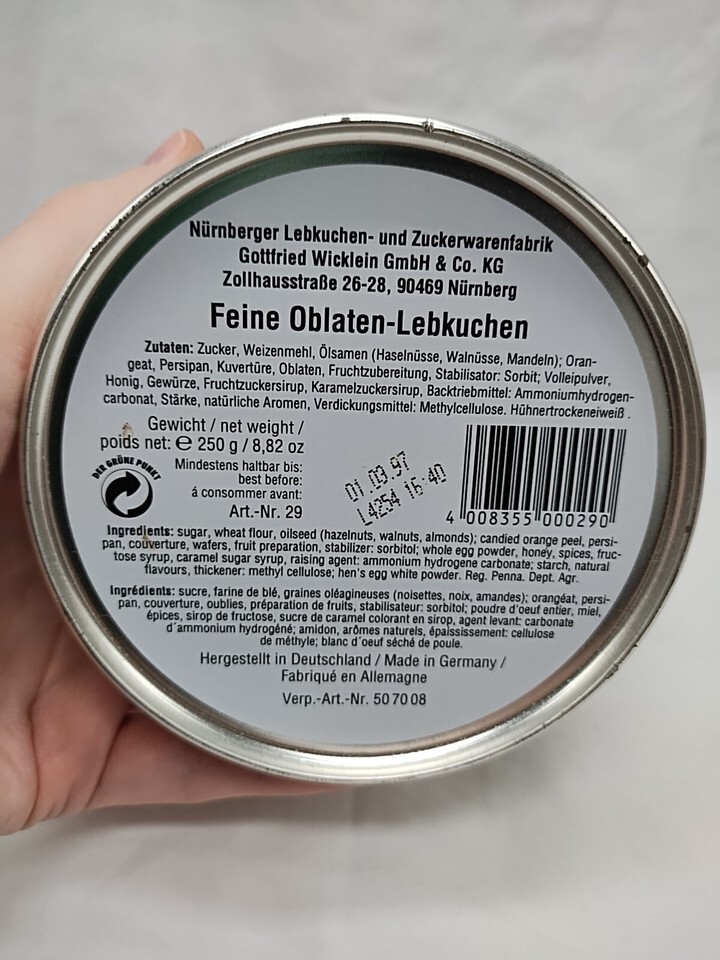 Nürnberger Lebkuchen- und Zuckerwarenfabrik
Gottfried Wicklein GmbH & Co. KG
Zollhausstraße 26-28, 90469 Nürnberg
Feine Oblaten-Lebkuchen
Zutaten: Zucker, Weizenmehl, Ölsamen (Haselnüsse, Walnüsse, Mandeln); Oran-
geat, Persipan, Kuvertüre, Oblaten, Fruchtzubereitung, Stabilisator: Sorbit; Volleipulver,
Honig, Gewürze, Fruchtzuckersirup, Karamelzuckersirup, Backtriebmittel: Ammoniumhydrogen-
carbonat, Stärke, natürliche Aromen, Verdickungsmittel: Methylcellulose. Hühnertrockeneiweiß .
Gewicht / net weight /
poids net: ℮ 250 g / 8,82 oz
DER GRÜNE PUNKT
Mindestens haltbar bis:
best before:
á consommer avant:
Art.-Nr. 29
01.03.97
L4254 16:40
4 008355 000290
Ingredients: sugar, wheat flour, oilseed (hazelnuts, walnuts, almonds); candied orange peel, persi-
pan, couverture, wafers, fruit preparation, stabilizer: sorbitol; whole egg powder, honey, spices, fruc-
tose syrup, caramel sugar syrup, raising agent: ammonium hydrogene carbonate; starch, natural
flavours, thickener: methyl cellulose; hen's egg white powder. Reg. Penna. Dept. Agr.
Ingrédients: sucre, farine de blé, graines oléagineuses (noisettes, noix, amandes); orangéat, persi-
pan, couverture, oublies, préparation de fruits, stabilisateur: sorbitol; poudre d'oeuf entier, miel,
épices, sirop de fructose, sucre de caramel colorant en sirop, agent levant: carbonate
d´ammonium hydrogéné; amidon, arômes naturels, épaississement: cellulose
de méthyle; blanc d´oeuf séché de poule.
Hergestellt in Deutschland / Made in Germany /
Fabriqué en Allemagne
Verp.-Art.-Nr. 50 70 08